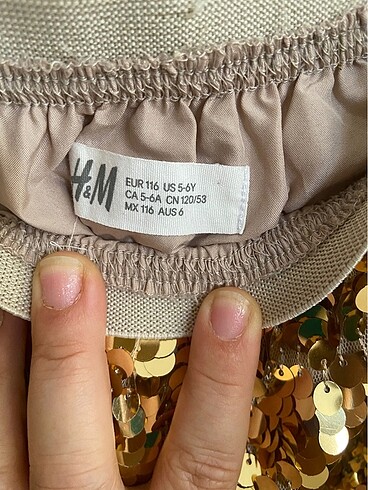 H&M
EUR 116 US 5-6Y
CA 5-6A CN 120/53
MX 116 AUS 6